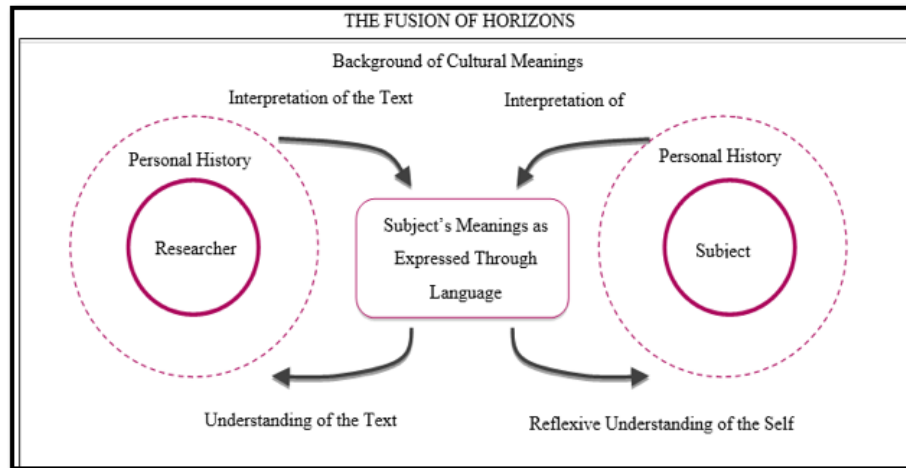 THE FUSION OF HORIZONS
Background of Cultural Meanings
Interpretation of the Text
Interpretation of
Personal History
Personal History
Researcher
Subject’s Meanings as
Expressed Through
Language
Subject
Understanding of the Text
Reflexive Understanding of the Self